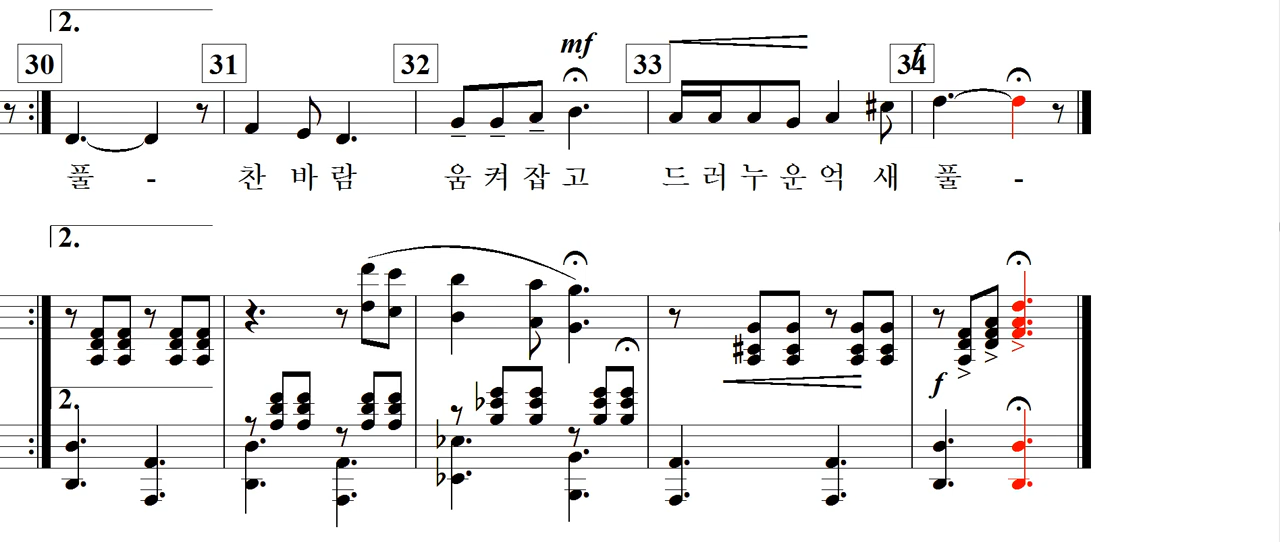 2.
30 31 32 mf 33 34 f
풀 - 찬 바 람 움 켜 잡 고 드 러 누 운 억 새 풀 -
2.
f
2.